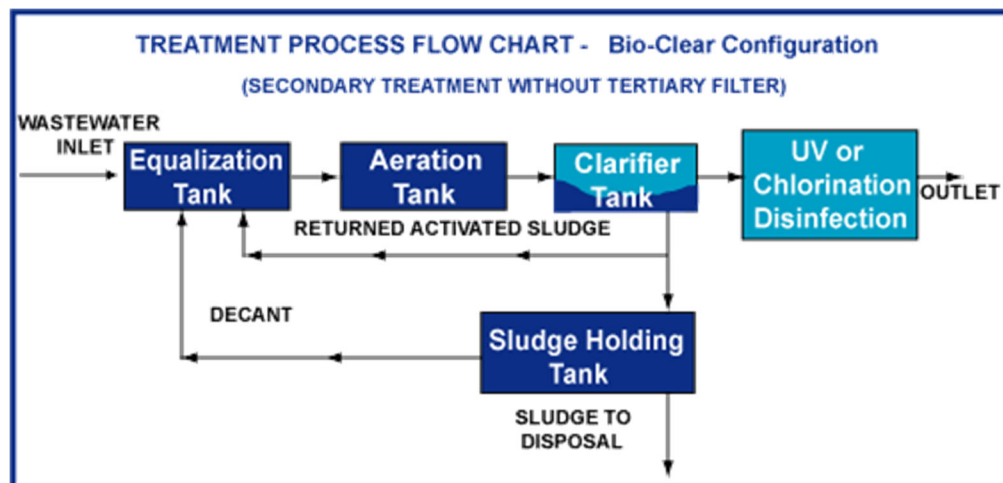 TREATMENT PROCESS FLOW CHART - Bio-Clear Configuration
(SECONDARY TREATMENT WITHOUT TERTIARY FILTER)
WASTEWATER
INLET
Equalization
Tank
Aeration
Tank
Clarifier
Tank
UV or
Chlorination
Disinfection
OUTLET
RETURNED ACTIVATED SLUDGE
DECANT
Sludge Holding
Tank
SLUDGE TO
DISPOSAL